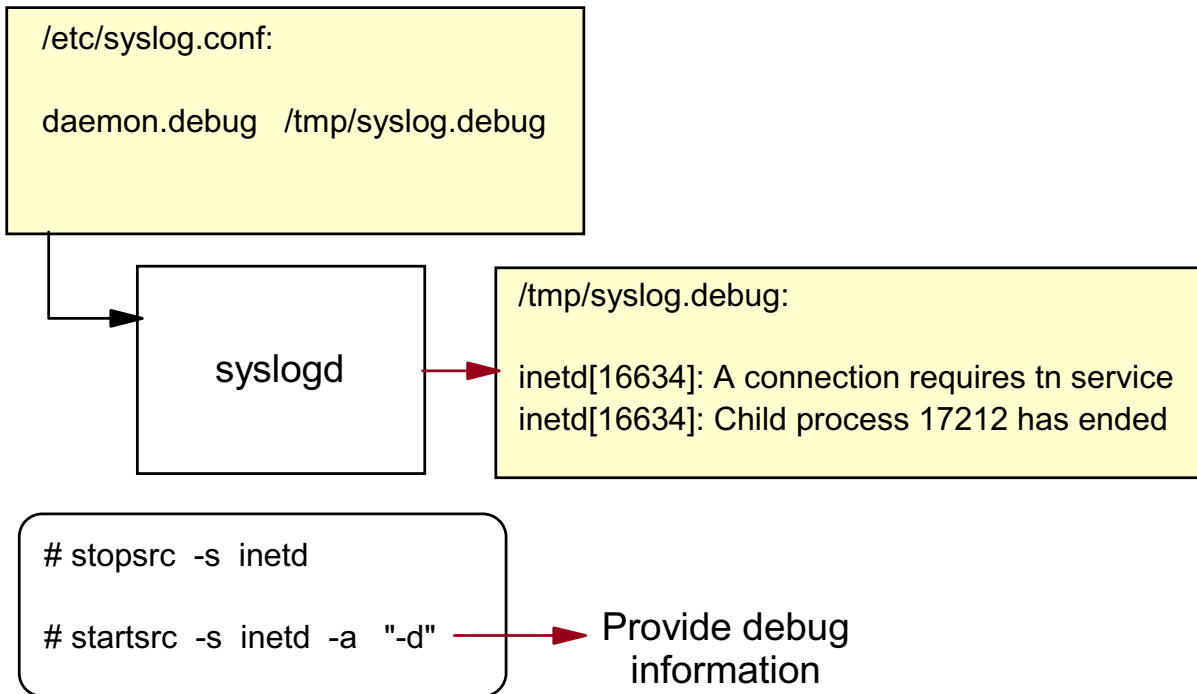 /etc/syslog.conf:
daemon.debug /tmp/syslog.debug
syslogd
/tmp/syslog.debug:
inetd[16634]: A connection requires tn service
inetd[16634]: Child process 17212 has ended
# stopsrc -s inetd
# startsrc -s inetd -a "-d"
Provide debug
information